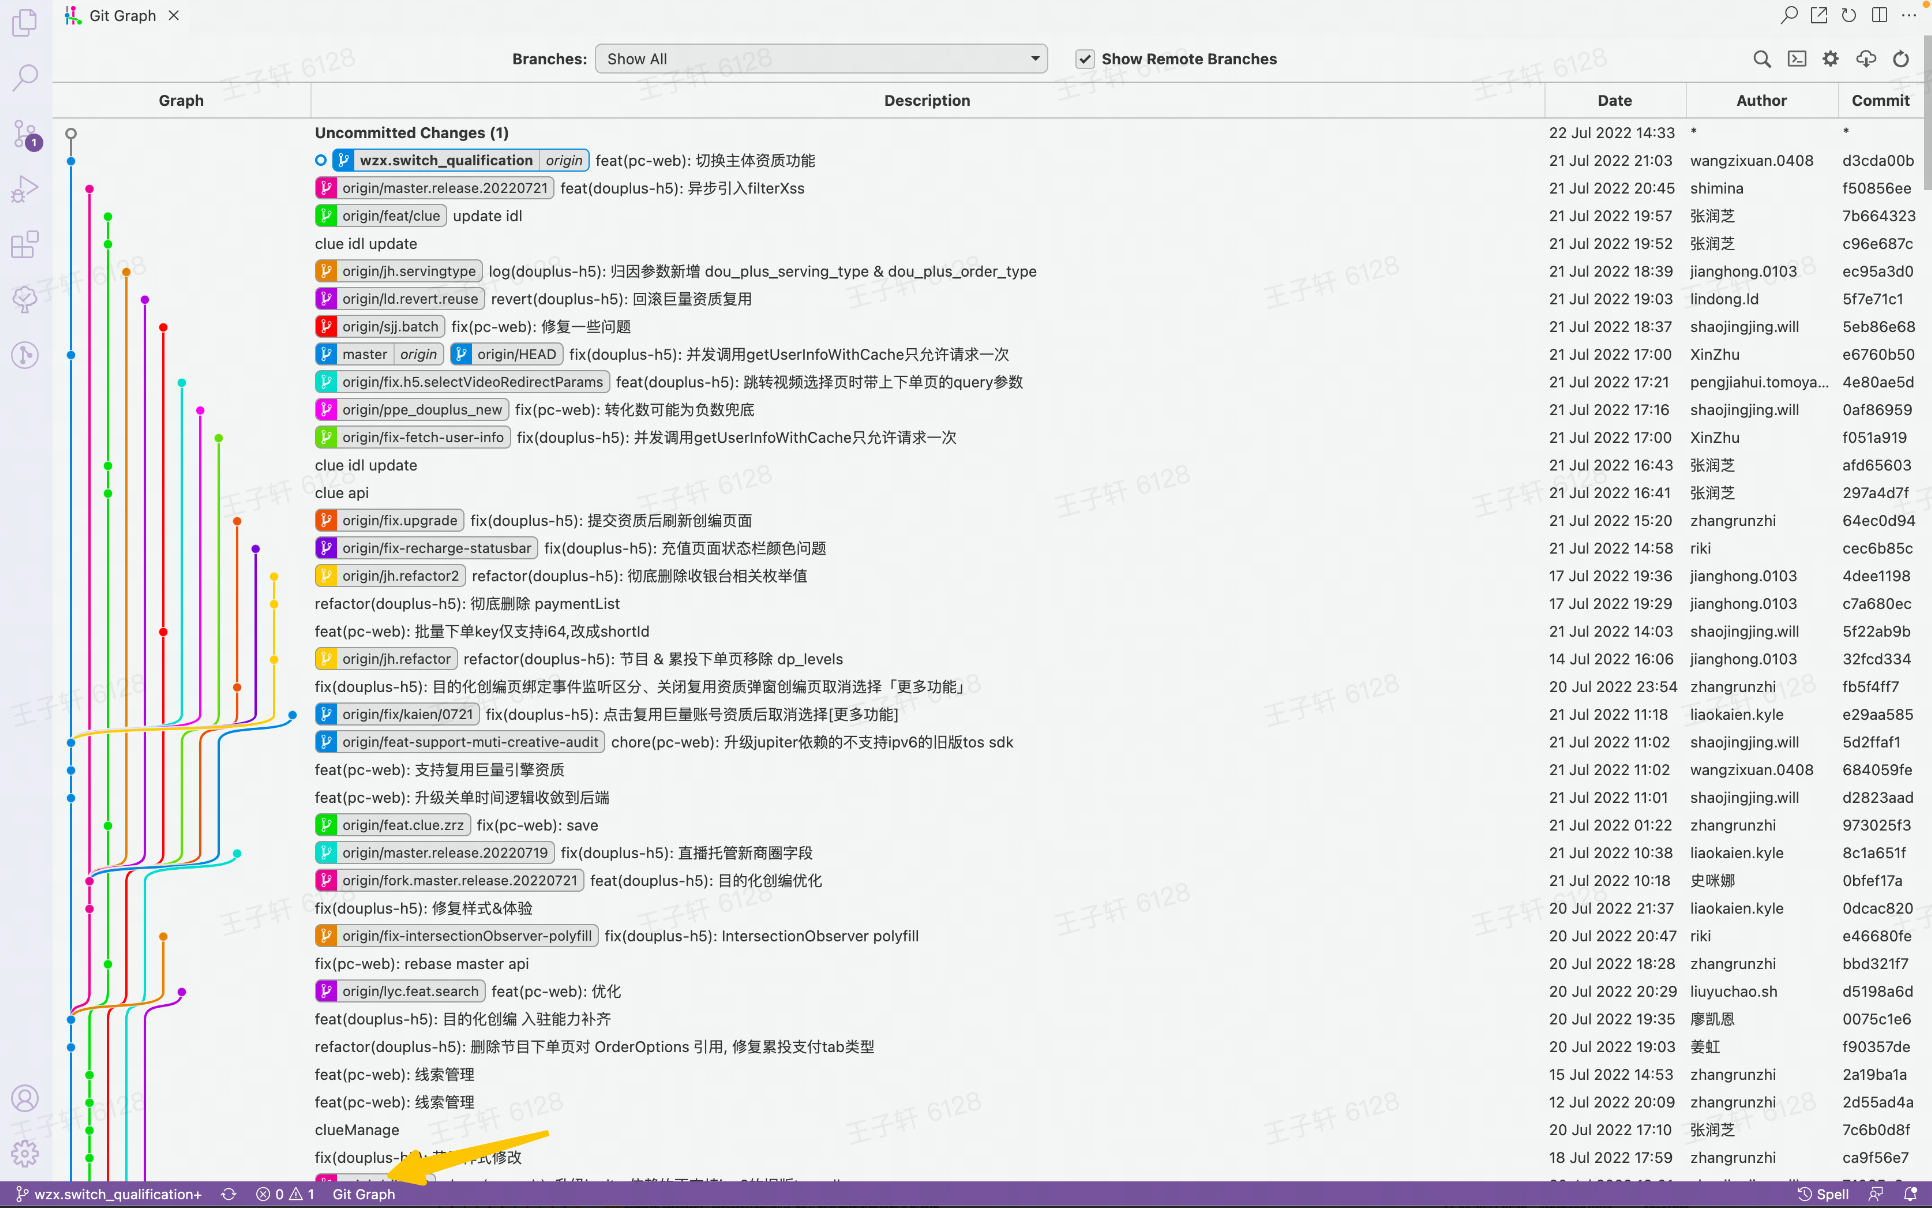 Git Graph
Branches: Show All Show Remote Branches
Graph Description Date Author Commit
Uncommitted Changes (1) 22 Jul 2022 14:33 * *
wzx.switch_qualification origin feat(pc-web): 切换主体资质功能 21 Jul 2022 21:03 wangzixuan.0408 d3cda00b
origin/master.release.20220721 feat(douplus-h5): 异步引入filterXss 21 Jul 2022 20:45 shimina f50856ee
origin/feat/clue update idl 21 Jul 2022 19:57 张润芝 7b664323
clue idl update 21 Jul 2022 19:52 张润芝 c96e687c
origin/jh.servingtype log(douplus-h5): 归因参数新增 dou_plus_serving_type & dou_plus_order_type 21 Jul 2022 18:39 jianghong.0103 ec95a3d0
origin/ld.revert.reuse revert(douplus-h5): 回滚巨量资质复用 21 Jul 2022 19:03 lindong.ld 5f7e71c1
origin/sjj.batch fix(pc-web): 修复一些问题 21 Jul 2022 18:37 shaojingjing.will 5eb86e68
master origin origin/HEAD fix(douplus-h5): 并发调用getUserInfoWithCache只允许请求一次 21 Jul 2022 17:00 XinZhu e6760b50
origin/fix.h5.selectVideoRedirectParams feat(douplus-h5): 跳转视频选择页时带上下单页的query参数 21 Jul 2022 17:21 pengjiahui.tomoya... 4e80ae5d
origin/ppe_douplus_new fix(pc-web): 转化数可能为负数兜底 21 Jul 2022 17:16 shaojingjing.will 0af86959
origin/fix-fetch-user-info fix(douplus-h5): 并发调用getUserInfoWithCache只允许请求一次 21 Jul 2022 17:00 XinZhu f051a919
clue idl update 21 Jul 2022 16:43 张润芝 afd65603
clue api 21 Jul 2022 16:41 张润芝 297a4d7f
origin/fix.upgrade fix(douplus-h5): 提交资质后刷新创编页面 21 Jul 2022 15:20 zhangrunzhi 64ec0d94
origin/fix-recharge-statusbar fix(douplus-h5): 充值页面状态栏颜色问题 21 Jul 2022 14:58 riki cec6b85c
origin/jh.refactor2 refactor(douplus-h5): 彻底删除收银台相关枚举值 17 Jul 2022 19:36 jianghong.0103 4dee1198
refactor(douplus-h5): 彻底删除 paymentList 17 Jul 2022 19:29 jianghong.0103 c7a680ec
feat(pc-web): 批量下单key仅支持i64,改成shortId 21 Jul 2022 14:03 shaojingjing.will 5f22ab9b
origin/jh.refactor refactor(douplus-h5): 节目 & 累投下单页移除 dp_levels 14 Jul 2022 16:06 jianghong.0103 32fcd334
fix(douplus-h5): 目的化创编页绑定事件监听区分、关闭复用资质弹窗创编页取消选择「更多功能」 20 Jul 2022 23:54 zhangrunzhi fb5f4ff7
origin/fix/kaien/0721 fix(douplus-h5): 点击复用巨量账号资质后取消选择[更多功能] 21 Jul 2022 11:18 liaokaien.kyle e29aa585
origin/feat-support-muti-creative-audit chore(pc-web): 升级jupiter依赖的不支持ipv6的旧版tos sdk 21 Jul 2022 11:02 shaojingjing.will 5d2ffaf1
feat(pc-web): 支持复用巨量引擎资质 21 Jul 2022 11:02 wangzixuan.0408 684059fe
feat(pc-web): 升级关单时间逻辑收敛到后端 21 Jul 2022 11:01 shaojingjing.will d2823aad
origin/feat.clue.zrz fix(pc-web): save 21 Jul 2022 01:22 zhangrunzhi 973025f3
origin/master.release.20220719 fix(douplus-h5): 直播托管新商圈字段 21 Jul 2022 10:38 liaokaien.kyle 8c1a651f
origin/fork.master.release.20220721 feat(douplus-h5): 目的化创编优化 21 Jul 2022 10:18 史咪娜 0bfef17a
fix(douplus-h5): 修复样式&体验 20 Jul 2022 21:37 liaokaien.kyle 0dcac820
origin/fix-intersectionObserver-polyfill fix(douplus-h5): IntersectionObserver polyfill 20 Jul 2022 20:47 riki e46680fe
fix(pc-web): rebase master api 20 Jul 2022 18:28 zhangrunzhi bbd321f7
origin/lyc.feat.search feat(pc-web): 优化 20 Jul 2022 20:29 liuyuchao.sh d5198a6d
feat(douplus-h5): 目的化创编 入驻能力补齐 20 Jul 2022 19:35 廖凯恩 0075c1e6
refactor(douplus-h5): 删除节目下单页对 OrderOptions 引用, 修复累投支付tab类型 20 Jul 2022 19:03 姜虹 f90357de
feat(pc-web): 线索管理 15 Jul 2022 14:53 zhangrunzhi 2a19ba1a
feat(pc-web): 线索管理 12 Jul 2022 20:09 zhangrunzhi 2d55ad4a
clueManage 20 Jul 2022 17:10 张润芝 7c6b0d8f
fix(douplus-h 修改 18 Jul 2022 17:59 zhangrunzhi ca9f56e7
wzx.switch_qualification+ 0 1 Git Graph Spell
王子轩 6128